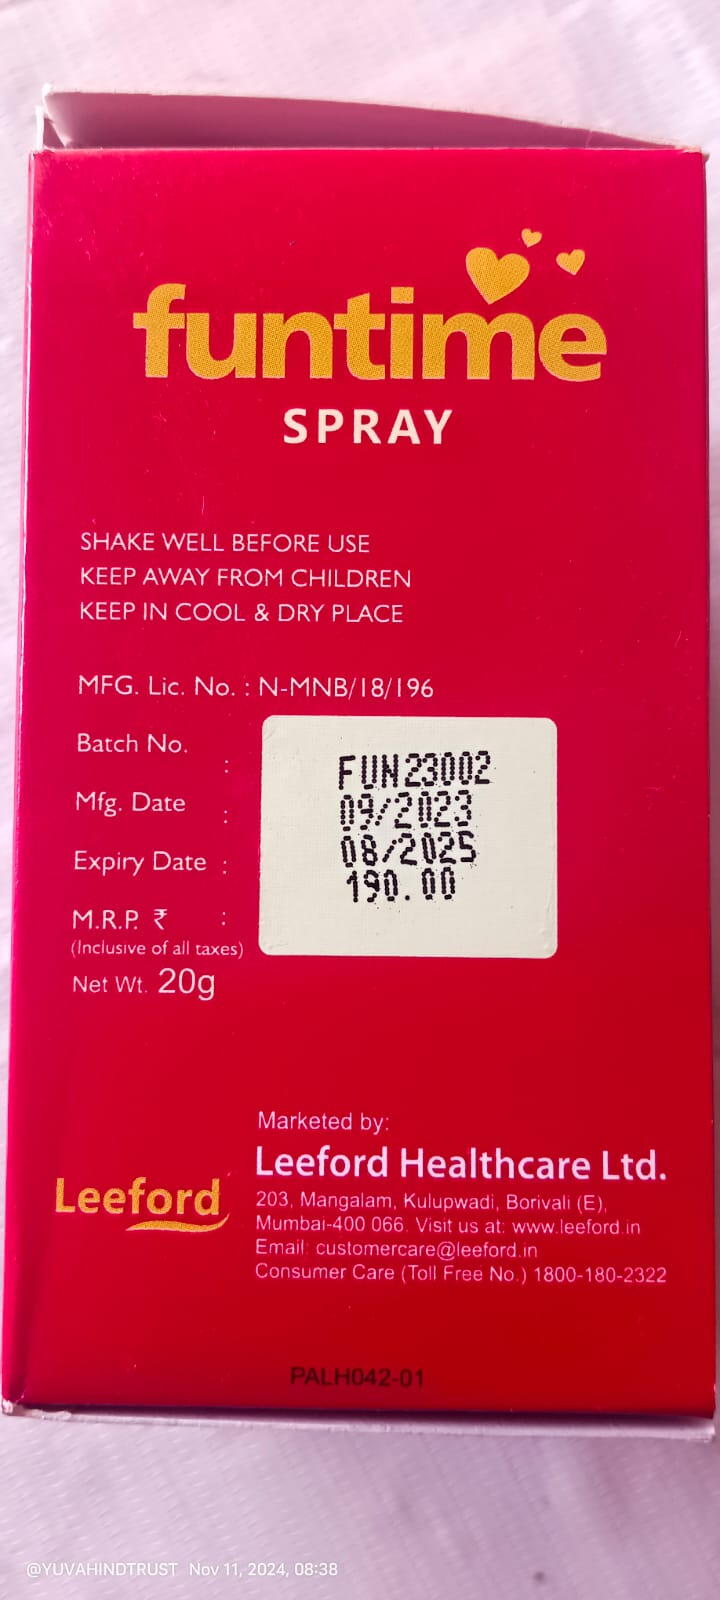 funtime
SPRAY
SHAKE WELL BEFORE USE
KEEP AWAY FROM CHILDREN
KEEP IN COOL & DRY PLACE
MFG. Lic. No. : N-MNB/18/196
Batch No. : FUN23002
Mfg. Date : 09/2023
Expiry Date : 08/2025
M.R.P. ₹ : 190.00
(Inclusive of all taxes)
Net Wt. 20g
Marketed by:
Leeford Healthcare Ltd.
Leeford
203, Mangalam, Kulupwadi, Borivali (E),
Mumbai-400 066. Visit us at: www.leeford.in
Email: customercare@leeford.in
Consumer Care (Toll Free No.) 1800-180-2322
PALH042-01
@YUVAHINDTRUST Nov 11, 2024, 08:38